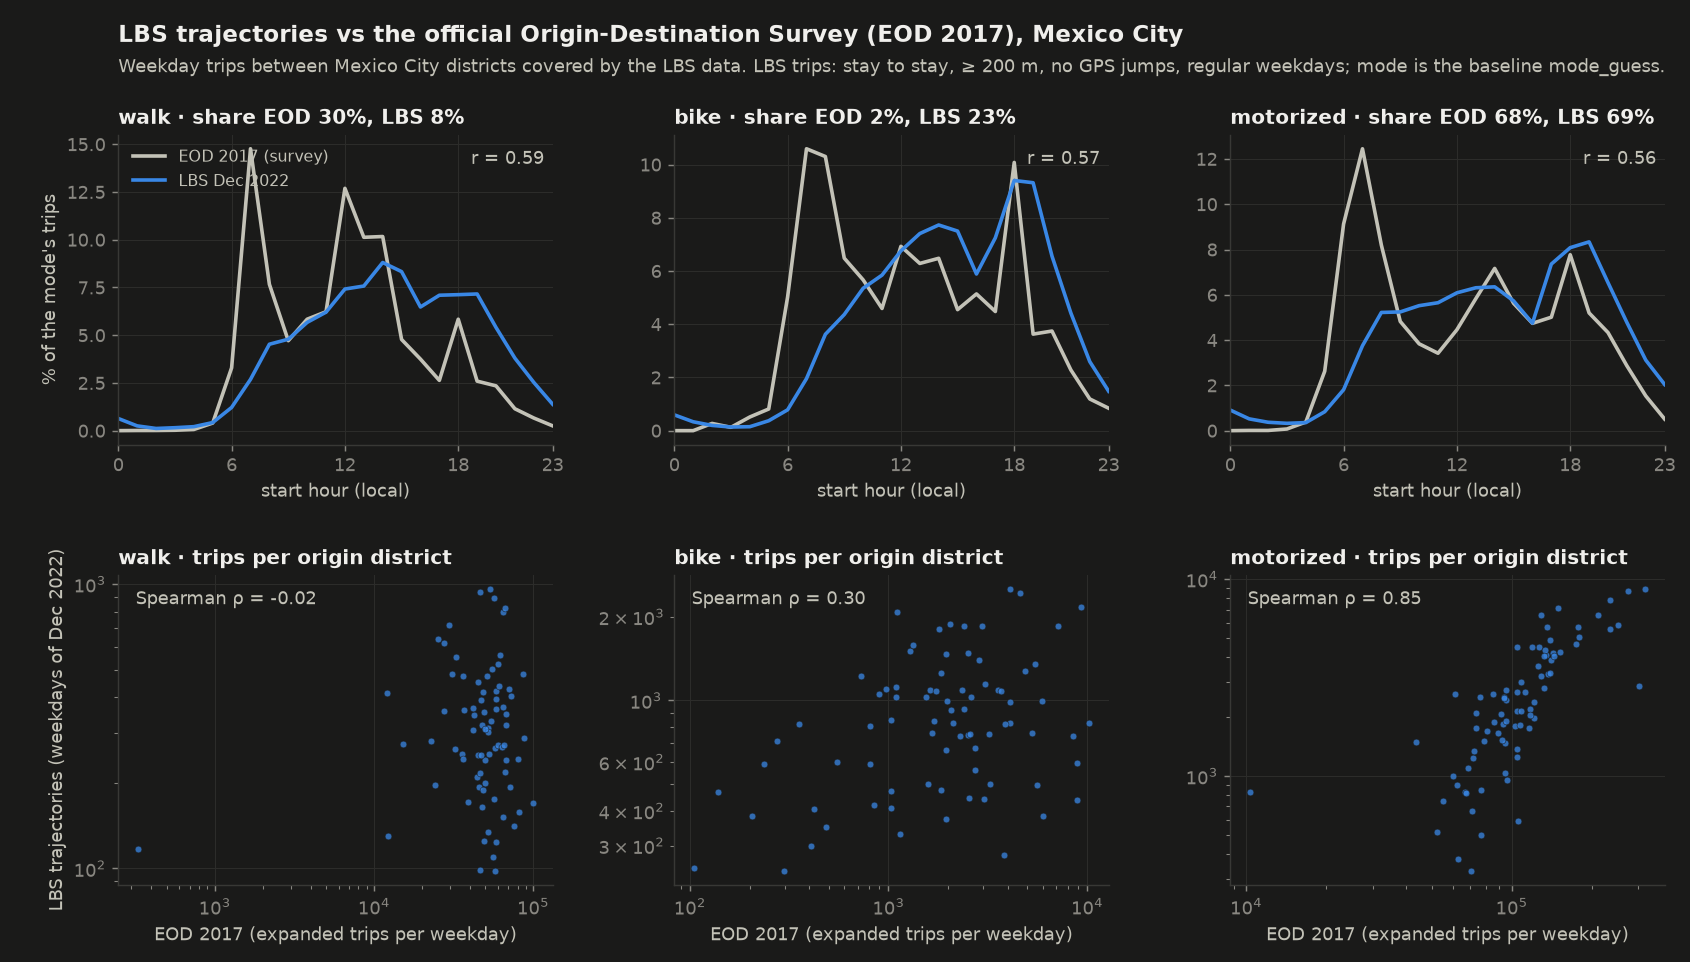 LBS trajectories vs the official Origin-Destination Survey (EOD 2017), Mexico City
Weekday trips between Mexico City districts covered by the LBS data. LBS trips: stay to stay, ≥ 200 m, no GPS jumps, regular weekdays; mode is the baseline mode_guess.
walk · share EOD 30%, LBS 8%
% of the mode's trips
15.0
12.5
10.0
7.5
5.0
2.5
0.0
EOD 2017 (survey)
LBS Dec 2022
r = 0.59
0 6 12 18 23
start hour (local)
bike · share EOD 2%, LBS 23%
10
8
6
4
2
0
r = 0.57
0 6 12 18 23
start hour (local)
motorized · share EOD 68%, LBS 69%
12
10
8
6
4
2
0
r = 0.56
0 6 12 18 23
start hour (local)
walk · trips per origin district
LBS trajectories (weekdays of Dec 2022)
10³
10²
Spearman ρ = -0.02
10³ 10⁴ 10⁵
EOD 2017 (expanded trips per weekday)
bike · trips per origin district
2 × 10³
10³
6 × 10²
4 × 10²
3 × 10²
Spearman ρ = 0.30
10² 10³ 10⁴
EOD 2017 (expanded trips per weekday)
motorized · trips per origin district
10⁴
10³
Spearman ρ = 0.85
10⁴ 10⁵
EOD 2017 (expanded trips per weekday)